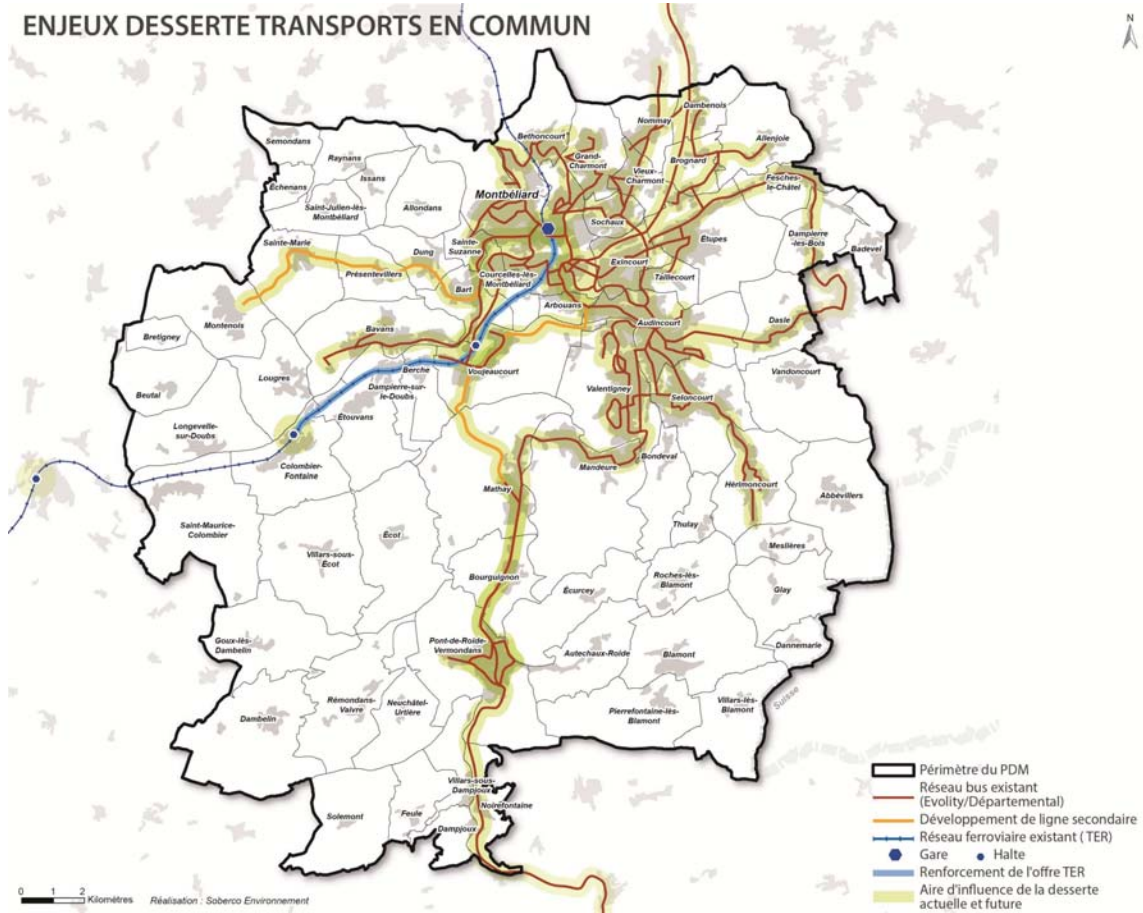 ENJEUX DESSERTE TRANSPORTS EN COMMUN
N
Dambenois
Nommay
Semondans
Bethoncourt
Allenjoie
Raynans
Grand-
Charmont
Brognard
Issans
Vieux-
Charmont
Échenans
Fesches-
le-Châtel
Montbéliard
Saint-Julien-lès-
Montbéliard
Allondans
Sochaux
Sainte-Marie
Dung
Sainte-
Suzanne
Étupes
Dampierre
-les-Bois
Badevel
Exincourt
Présentevillers
Courcelles-lès-
Montbéliard
Taillecourt
Bart
Arbouans
Montenois
Audincourt
Dasle
Bavans
Bretigney
Lougres
Berche
Voujeaucourt
Vandoncourt
Dampierre-sur-
le-Doubs
Valentigney
Beutal
Seloncourt
Étouvans
Longevelle-
sur-Doubs
Bondeval
Colombier-
Fontaine
Mandeure
Mathay
Hérimoncourt
Abbévillers
Saint-Maurice-
Colombier
Écot
Thulay
Villars-sous-
Écot
Meslières
Bourguignon
Roches-lès-
Blamont
Écurcey
Glay
Goux-lès-
Dambelin
Pont-de-Roide-
Vermondans
Autechaux-Roide
Blamont
Dannemarie
Rémondans-
Vaivre
Neuchâtel-
Urtière
Villars-lès-
Blamont
Suisse
Dambelin
Pierrefontaine-lès-
Blamont
Villars-sous-
Dampjoux
Noirefontaine
Solemont
Feule
Dampjoux
Périmètre du PDM
Réseau bus existant
(Evolity/Départemental)
Développement de ligne secondaire
Réseau ferroviaire existant (TER)
Gare
Halte
Renforcement de l'offre TER
Aire d'influence de la desserte
actuelle et future
0 1 2
Kilomètres
Réalisation : Soberco Environnement